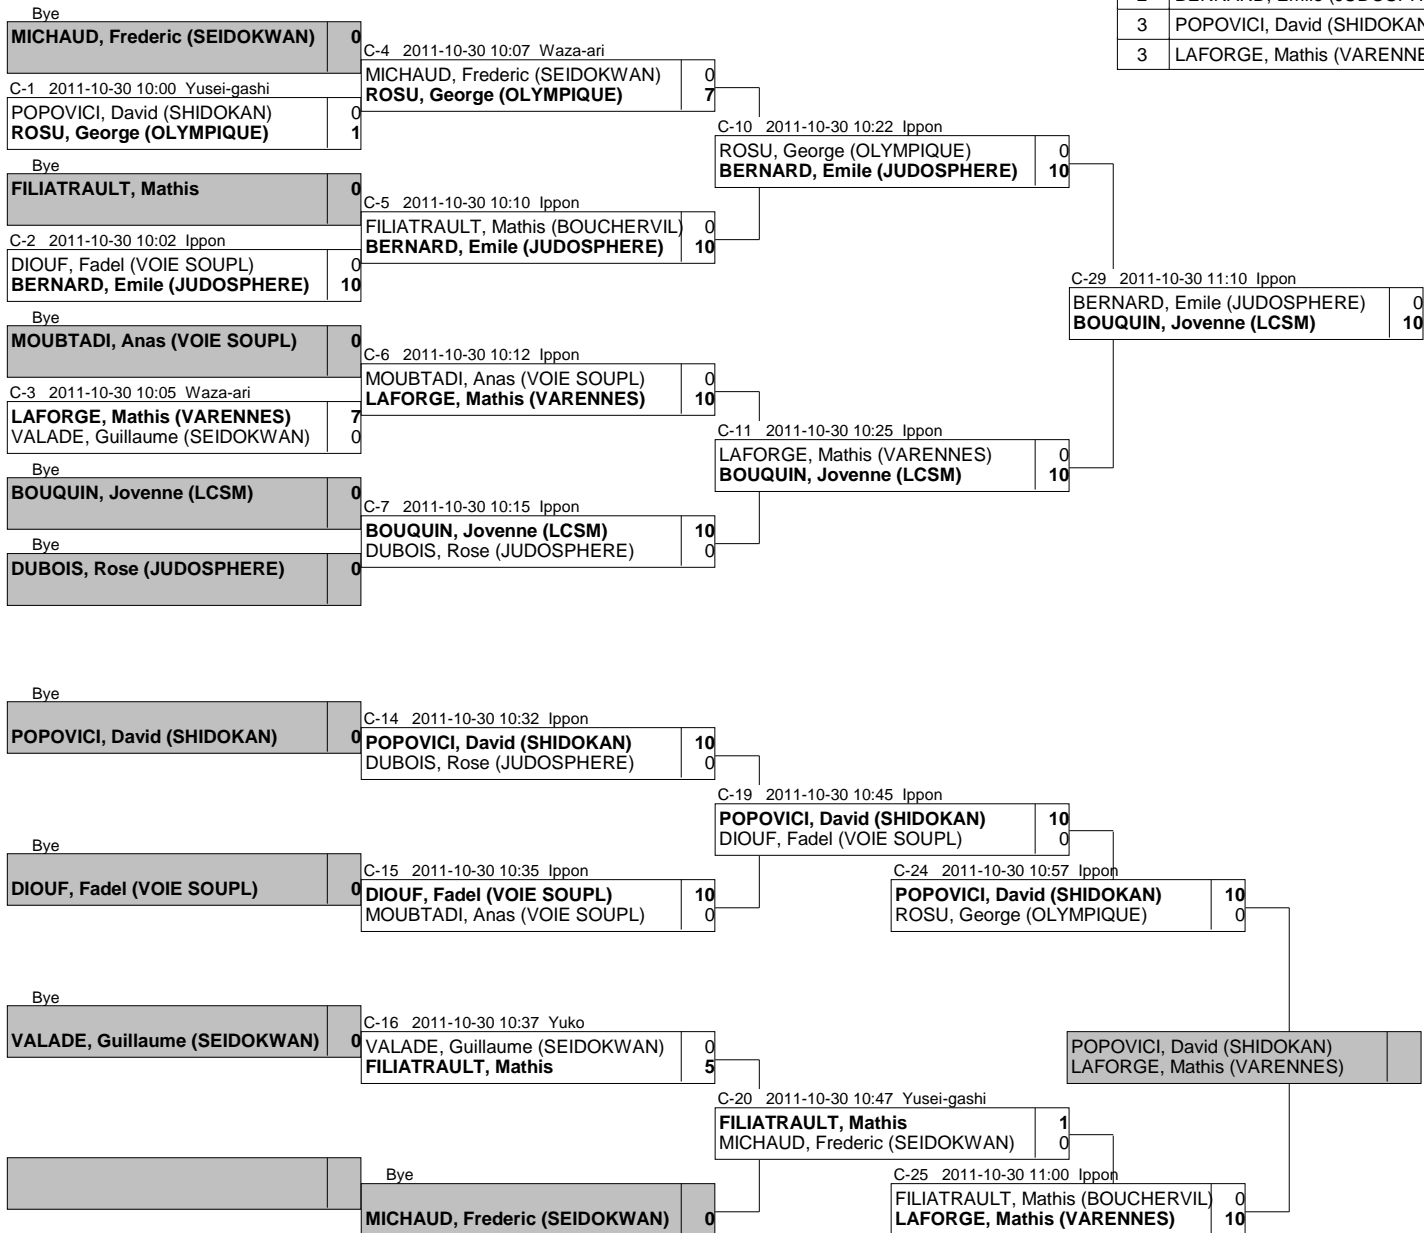 2 BERNARD, Emile
3 POPOVICI, David (SHIDOKAN
3 LAFORGE, Mathis (VARENNE
Bye
MICHAUD, Frederic (SEIDOKWAN) 0
C-1 2011-10-30 10:00 Yusei-gashi
POPOVICI, David (SHIDOKAN) 0
ROSU, George (OLYMPIQUE) 1
Bye
FILIATRAULT, Mathis 0
C-2 2011-10-30 10:02 Ippon
DIOUF, Fadel (VOIE SOUPL) 0
BERNARD, Emile (JUDOSPHERE) 10
Bye
MOUBTADI, Anas (VOIE SOUPL) 0
C-3 2011-10-30 10:05 Waza-ari
LAFORGE, Mathis (VARENNES) 7
VALADE, Guillaume (SEIDOKWAN) 0
Bye
BOUQUIN, Jovenne (LCSM) 0
Bye
DUBOIS, Rose (JUDOSPHERE) 0
C-4 2011-10-30 10:07 Waza-ari
MICHAUD, Frederic (SEIDOKWAN) 0
ROSU, George (OLYMPIQUE) 7
C-5 2011-10-30 10:10 Ippon
FILIATRAULT, Mathis (BOUCHERVIL) 0
BERNARD, Emile (JUDOSPHERE) 10
C-6 2011-10-30 10:12 Ippon
MOUBTADI, Anas (VOIE SOUPL) 0
LAFORGE, Mathis (VARENNES) 10
C-7 2011-10-30 10:15 Ippon
BOUQUIN, Jovenne (LCSM) 10
DUBOIS, Rose (JUDOSPHERE) 0
C-10 2011-10-30 10:22 Ippon
ROSU, George (OLYMPIQUE) 0
BERNARD, Emile (JUDOSPHERE) 10
C-11 2011-10-30 10:25 Ippon
LAFORGE, Mathis (VARENNES) 0
BOUQUIN, Jovenne (LCSM) 10
C-29 2011-10-30 11:10 Ippon
BERNARD, Emile (JUDOSPHERE) 0
BOUQUIN, Jovenne (LCSM) 10
Bye
POPOVICI, David (SHIDOKAN) 0
Bye
DIOUF, Fadel (VOIE SOUPL) 0
Bye
VALADE, Guillaume (SEIDOKWAN) 0
C-14 2011-10-30 10:32 Ippon
POPOVICI, David (SHIDOKAN) 10
DUBOIS, Rose (JUDOSPHERE) 0
C-15 2011-10-30 10:35 Ippon
DIOUF, Fadel (VOIE SOUPL) 10
MOUBTADI, Anas (VOIE SOUPL) 0
C-16 2011-10-30 10:37 Yuko
VALADE, Guillaume (SEIDOKWAN) 0
FILIATRAULT, Mathis 5
Bye
MICHAUD, Frederic (SEIDOKWAN) 0
C-19 2011-10-30 10:45 Ippon
POPOVICI, David (SHIDOKAN) 10
DIOUF, Fadel (VOIE SOUPL) 0
C-20 2011-10-30 10:47 Yusei-gashi
FILIATRAULT, Mathis 1
MICHAUD, Frederic (SEIDOKWAN) 0
C-24 2011-10-30 10:57 Ippon
POPOVICI, David (SHIDOKAN) 10
ROSU, George (OLYMPIQUE) 0
C-25 2011-10-30 11:00 Ippon
FILIATRAULT, Mathis (BOUCHERVIL) 0
LAFORGE, Mathis (VARENNES) 10
POPOVICI, David (SHIDOKAN)
LAFORGE, Mathis (VARENNES)